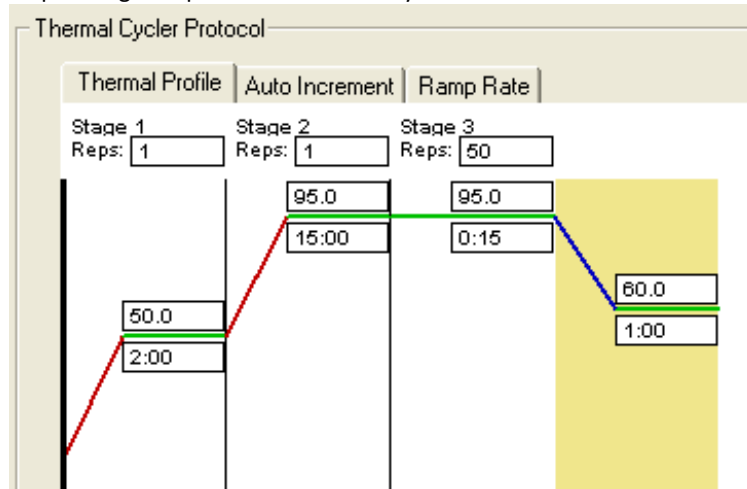 Thermal Cycler Protocol
Thermal Profile Auto Increment Ramp Rate
Stage 1 Stage 2 Stage 3
Reps: 1 Reps: 1 Reps: 50
95.0 95.0
15:00 0:15
60.0
50.0
1:00
2:00